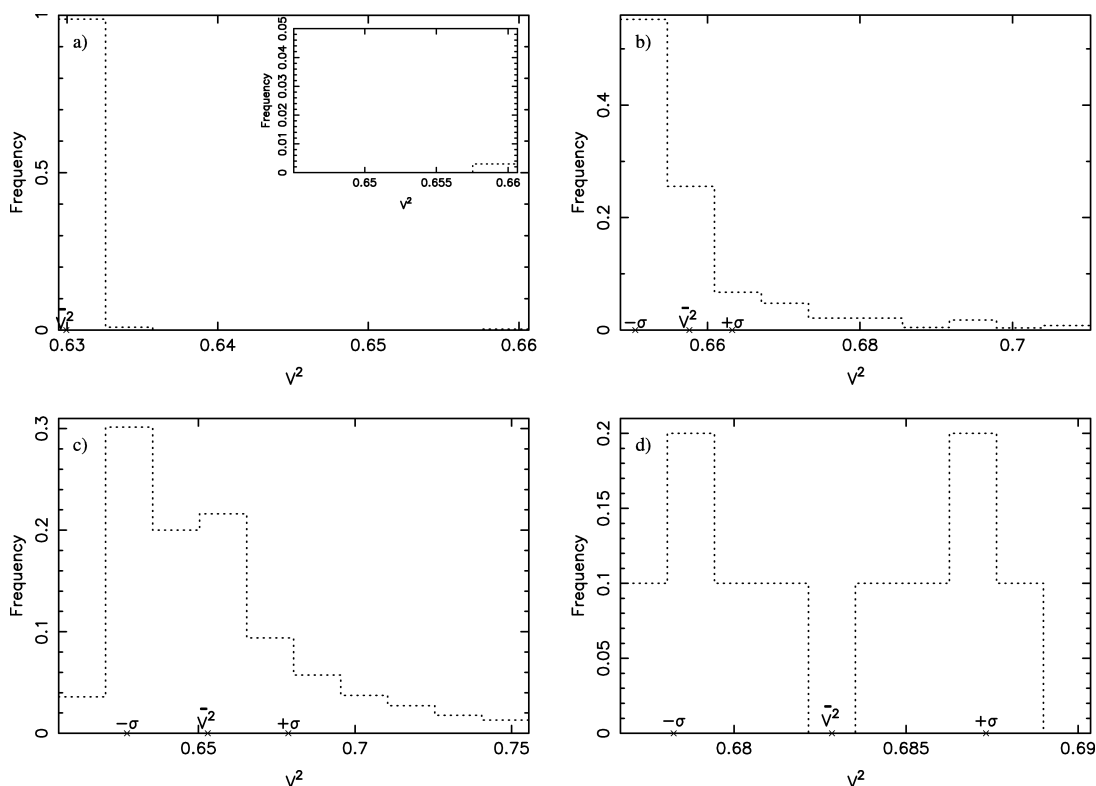 a)
Frequency
1
0.5
0
V̄²
0.63
0.64
0.65
0.66
V²
Frequency
0.05
0.04
0.03
0.02
0.01
0
0.65
0.655
0.66
V²
b)
Frequency
0.4
0.2
0
−σ
V̄²
+σ
0.66
0.68
0.7
V²
c)
Frequency
0.3
0.2
0.1
0
−σ
V̄²
+σ
0.65
0.7
0.75
V²
d)
Frequency
0.2
0.15
0.1
0.05
0
−σ
V̄²
+σ
0.68
0.685
0.69
V²